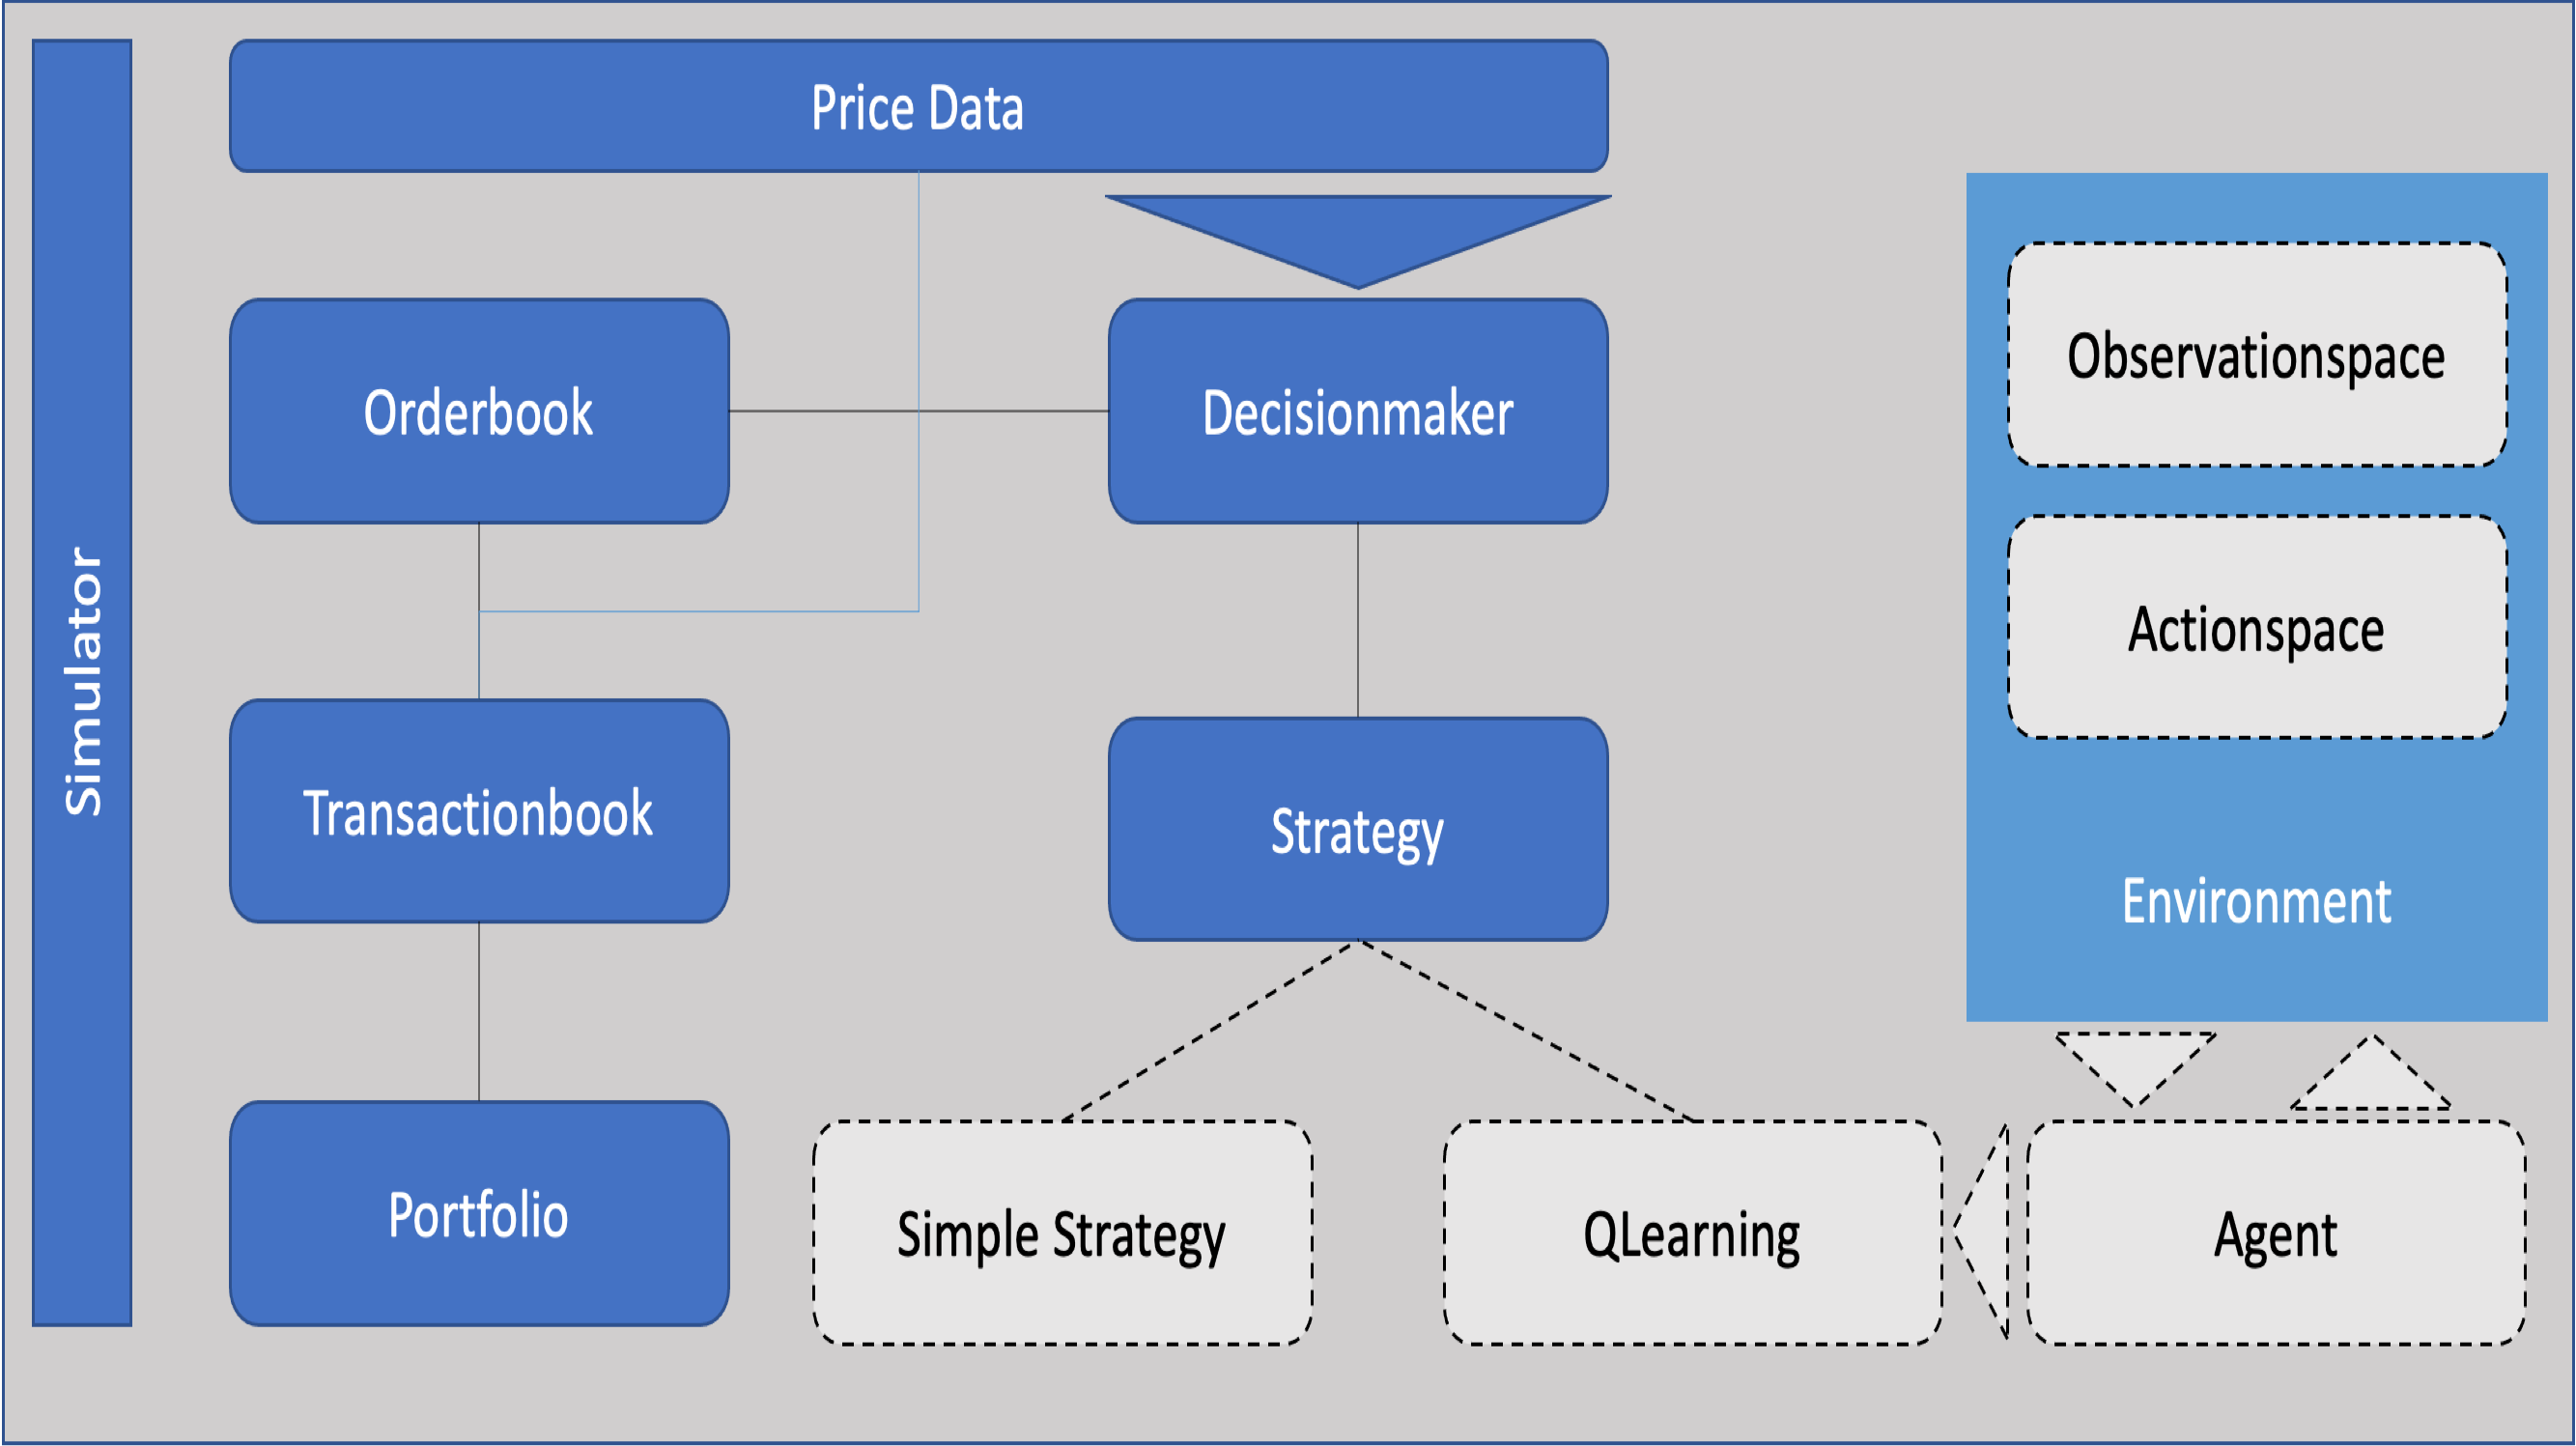 Simulator
Price Data
Orderbook
Decisionmaker
Transactionbook
Strategy
Portfolio
Simple Strategy
QLearning
Agent
Observationspace
Actionspace
Environment